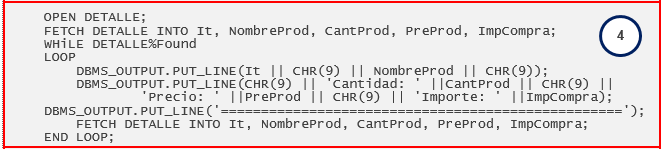 OPEN DETALLE;
FETCH DETALLE INTO It, NombreProd, CantProd, PreProd, ImpCompra;
WHiLE DETALLE%Found
LOOP
DBMS_OUTPUT.PUT_LINE(It || CHR(9) || NombreProd || CHR(9));
DBMS_OUTPUT.PUT_LINE(CHR(9) || 'Cantidad: ' ||CantProd || CHR(9) ||
'Precio: ' ||PreProd || CHR(9) || 'Importe: ' ||ImpCompra);
DBMS_OUTPUT.PUT_LINE('==================================================');
FETCH DETALLE INTO It, NombreProd, CantProd, PreProd, ImpCompra;
END LOOP;
4